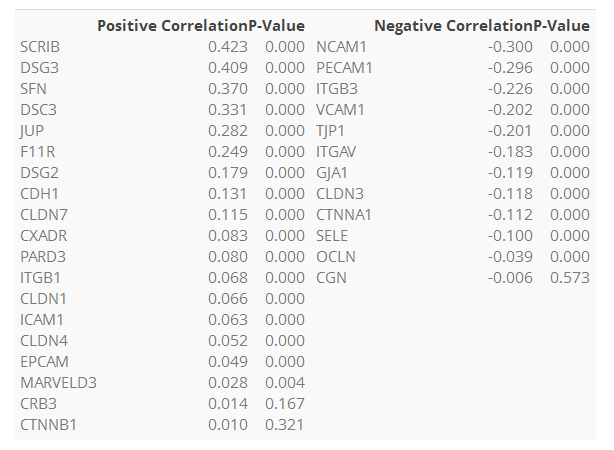 Positive Correlation P-Value Negative Correlation P-Value
SCRIB 0.423 0.000 NCAM1 -0.300 0.000
DSG3 0.409 0.000 PECAM1 -0.296 0.000
SFN 0.370 0.000 ITGB3 -0.226 0.000
DSC3 0.331 0.000 VCAM1 -0.202 0.000
JUP 0.282 0.000 TJP1 -0.201 0.000
F11R 0.249 0.000 ITGAV -0.183 0.000
DSG2 0.179 0.000 GJA1 -0.119 0.000
CDH1 0.131 0.000 CLDN3 -0.118 0.000
CLDN7 0.115 0.000 CTNNA1 -0.112 0.000
CXADR 0.083 0.000 SELE -0.100 0.000
PARD3 0.080 0.000 OCLN -0.039 0.000
ITGB1 0.068 0.000 CGN -0.006 0.573
CLDN1 0.066 0.000
ICAM1 0.063 0.000
CLDN4 0.052 0.000
EPCAM 0.049 0.000
MARVELD3 0.028 0.004
CRB3 0.014 0.167
CTNNB1 0.010 0.321